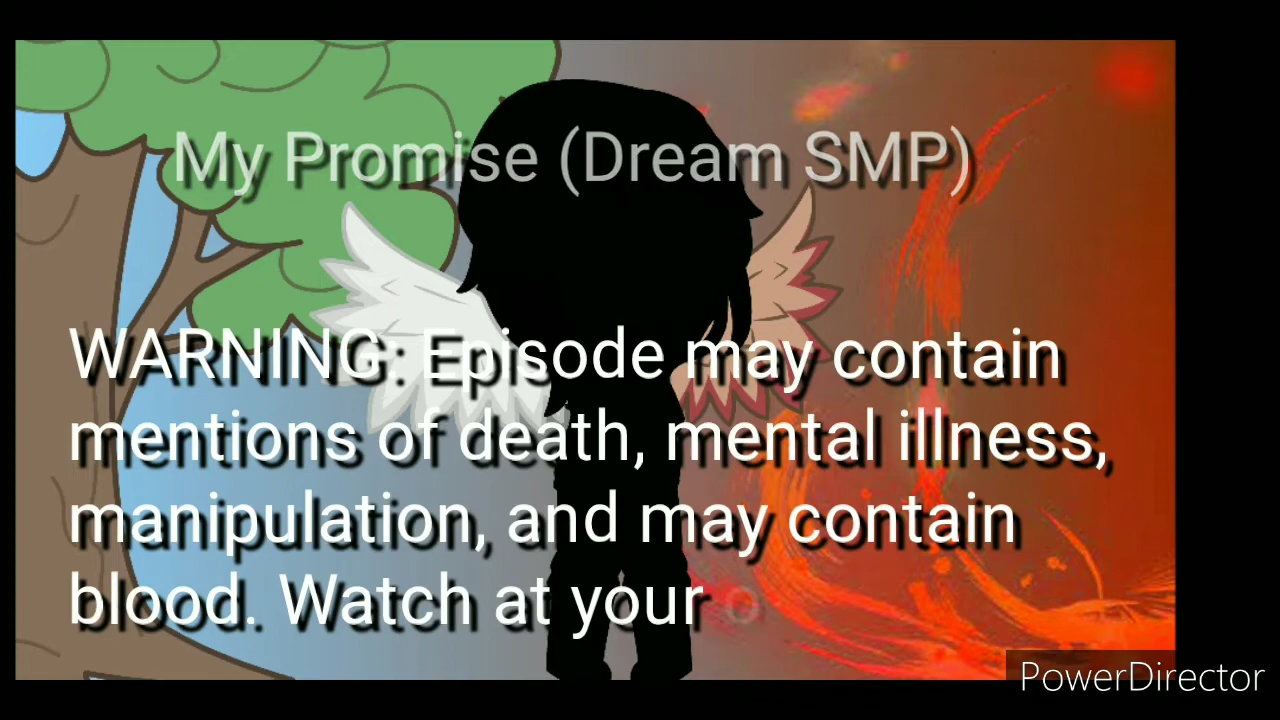 My Promise (Dream SMP)
WARNING: Episode may contain
mentions of death, mental illness,
manipulation, and may contain
blood. Watch at your o
PowerDirector